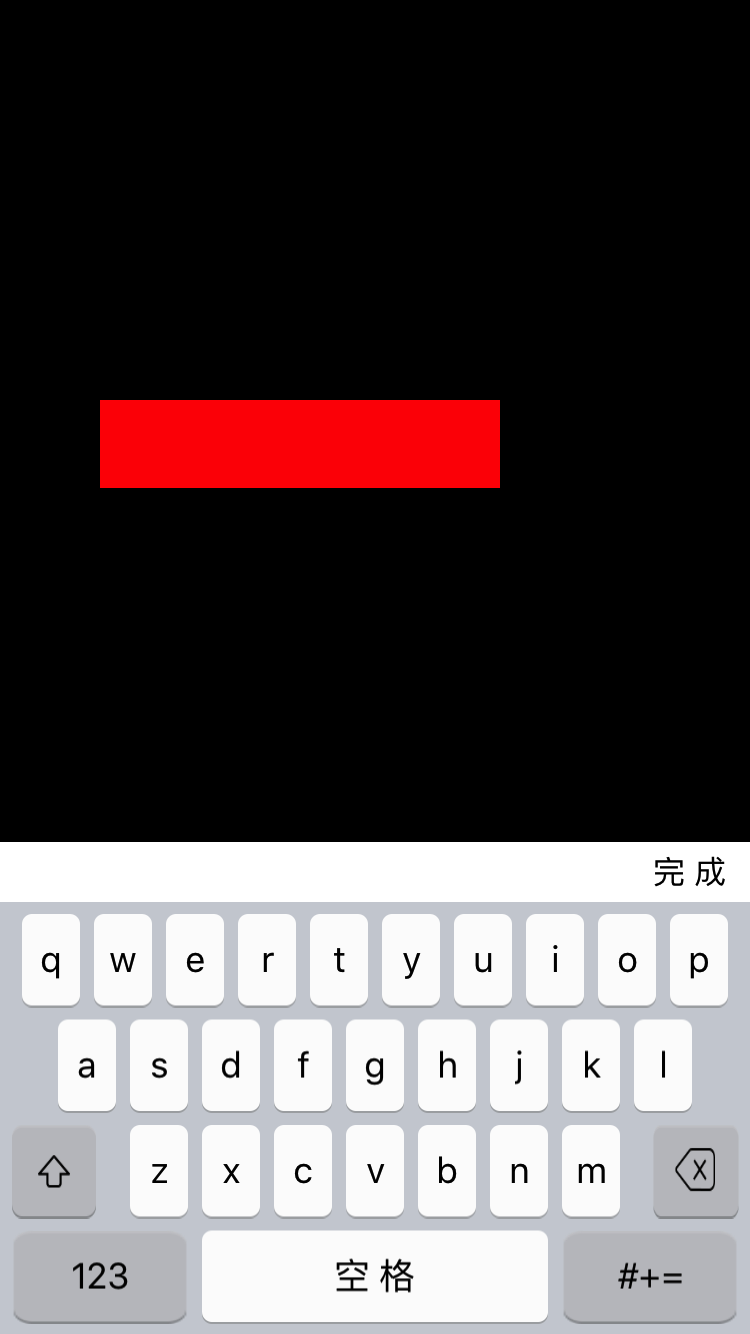 完成
q w e r t y u i o p
a s d f g h j k l
z x c v b n m
123 空格 #+=